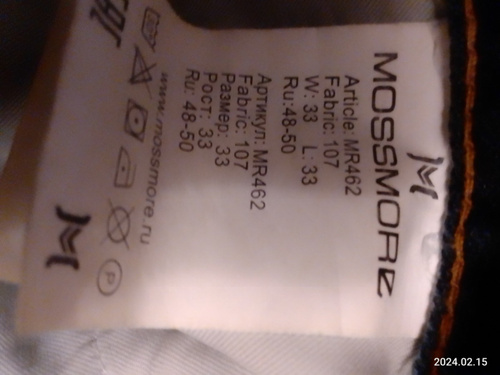 MOSSMORE
Article: MR462
Fabric: 107
W: 33 L: 33
Ru:48-50
Артикул: MR462
Fabric: 107
Размер: 33
Рост: 33
Ru: 48-50
www.mossmore.ru
P
2024.02.15